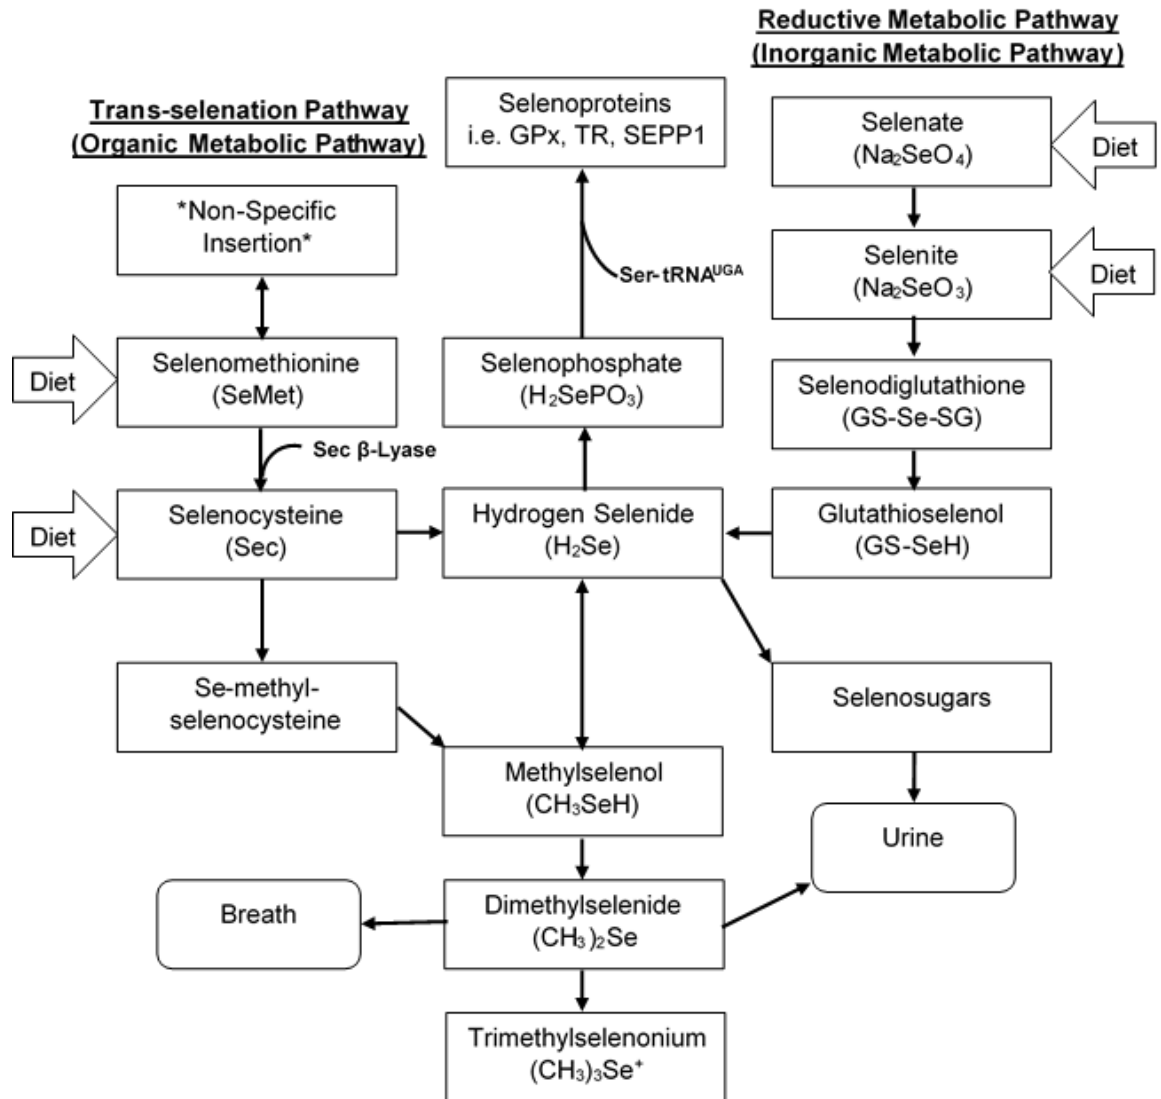 Reductive Metabolic Pathway
(Inorganic Metabolic Pathway)
Trans-selenation Pathway
(Organic Metabolic Pathway)
Selenoproteins
i.e. GPx, TR, SEPP1
Selenate
(Na₂SeO₄)
Diet
*Non-Specific
Insertion*
Ser-tRNAᵁᴳᴬ
Selenite
(Na₂SeO₃)
Diet
Diet
Selenomethionine
(SeMet)
Selenophosphate
(H₂SePO₃)
Selenodiglutathione
(GS-Se-SG)
Sec β-Lyase
Diet
Selenocysteine
(Sec)
Hydrogen Selenide
(H₂Se)
Glutathioselenol
(GS-SeH)
Se-methyl-
selenocysteine
Selenosugars
Methylselenol
(CH₃SeH)
Urine
Breath
Dimethylselenide
(CH₃)₂Se
Trimethylselenonium
(CH₃)₃Se⁺